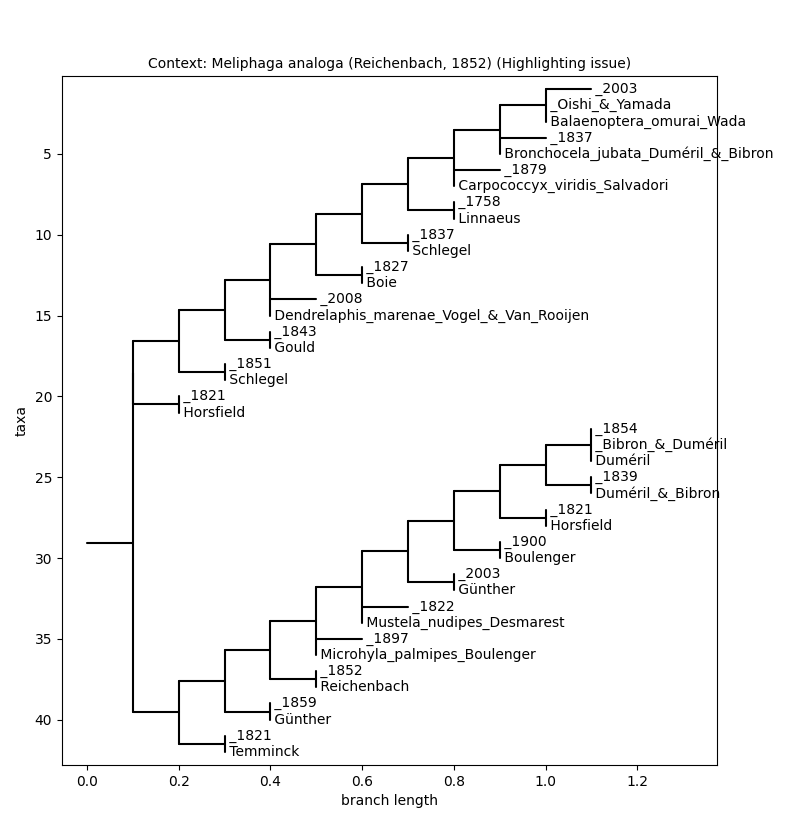 Context: Meliphaga analoga (Reichenbach, 1852) (Highlighting issue)
_2003
_Oishi_&_Yamada
Balaenoptera_omurai_Wada
_1837
Bronchocela_jubata_Duméril_&_Bibron
_1879
Carpococcyx_viridis_Salvadori
_1758
Linnaeus
_1837
Schlegel
_1827
Boie
_2008
Dendrelaphis_marenae_Vogel_&_Van_Rooijen
_1843
Gould
_1851
Schlegel
_1821
Horsfield
_1854
_Bibron_&_Duméril
Duméril
_1839
Duméril_&_Bibron
_1821
Horsfield
_1900
Boulenger
_2003
Günther
_1822
Mustela_nudipes_Desmarest
_1897
Microhyla_palmipes_Boulenger
_1852
Reichenbach
_1859
Günther
_1821
Temminck
5
10
15
20
25
30
35
40
taxa
0.0 0.2 0.4 0.6 0.8 1.0 1.2
branch length